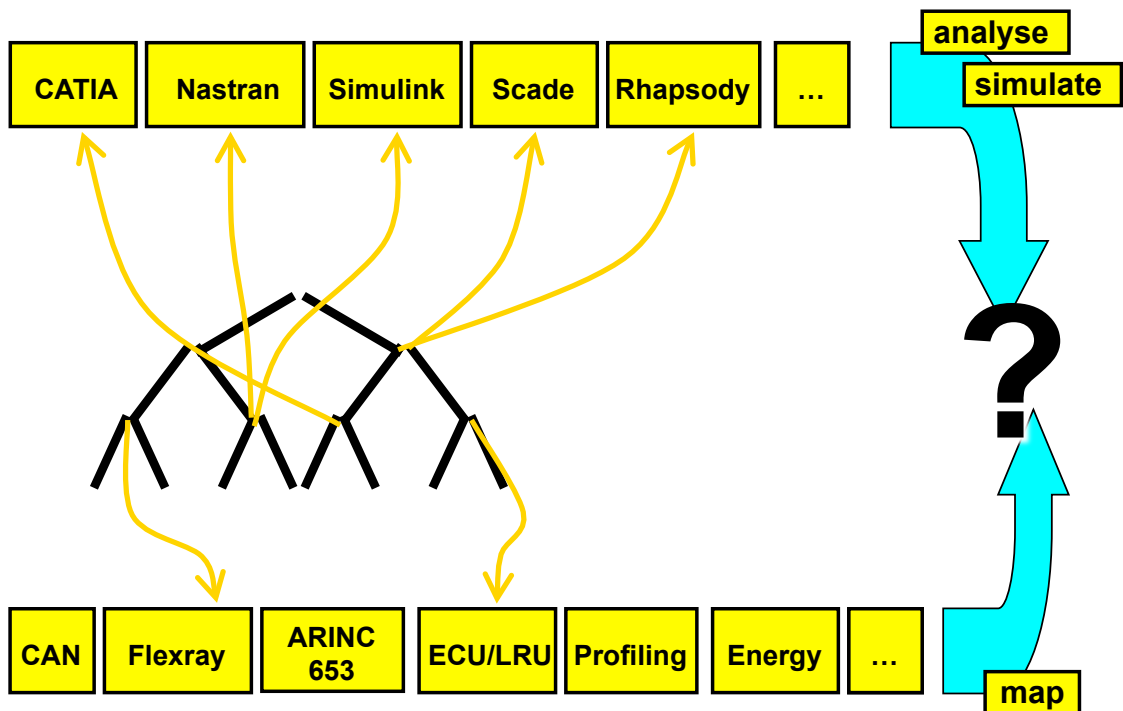 analyse
simulate
CATIA
Nastran
Simulink
Scade
Rhapsody
…
?
CAN
Flexray
ARINC
653
ECU/LRU
Profiling
Energy
…
map